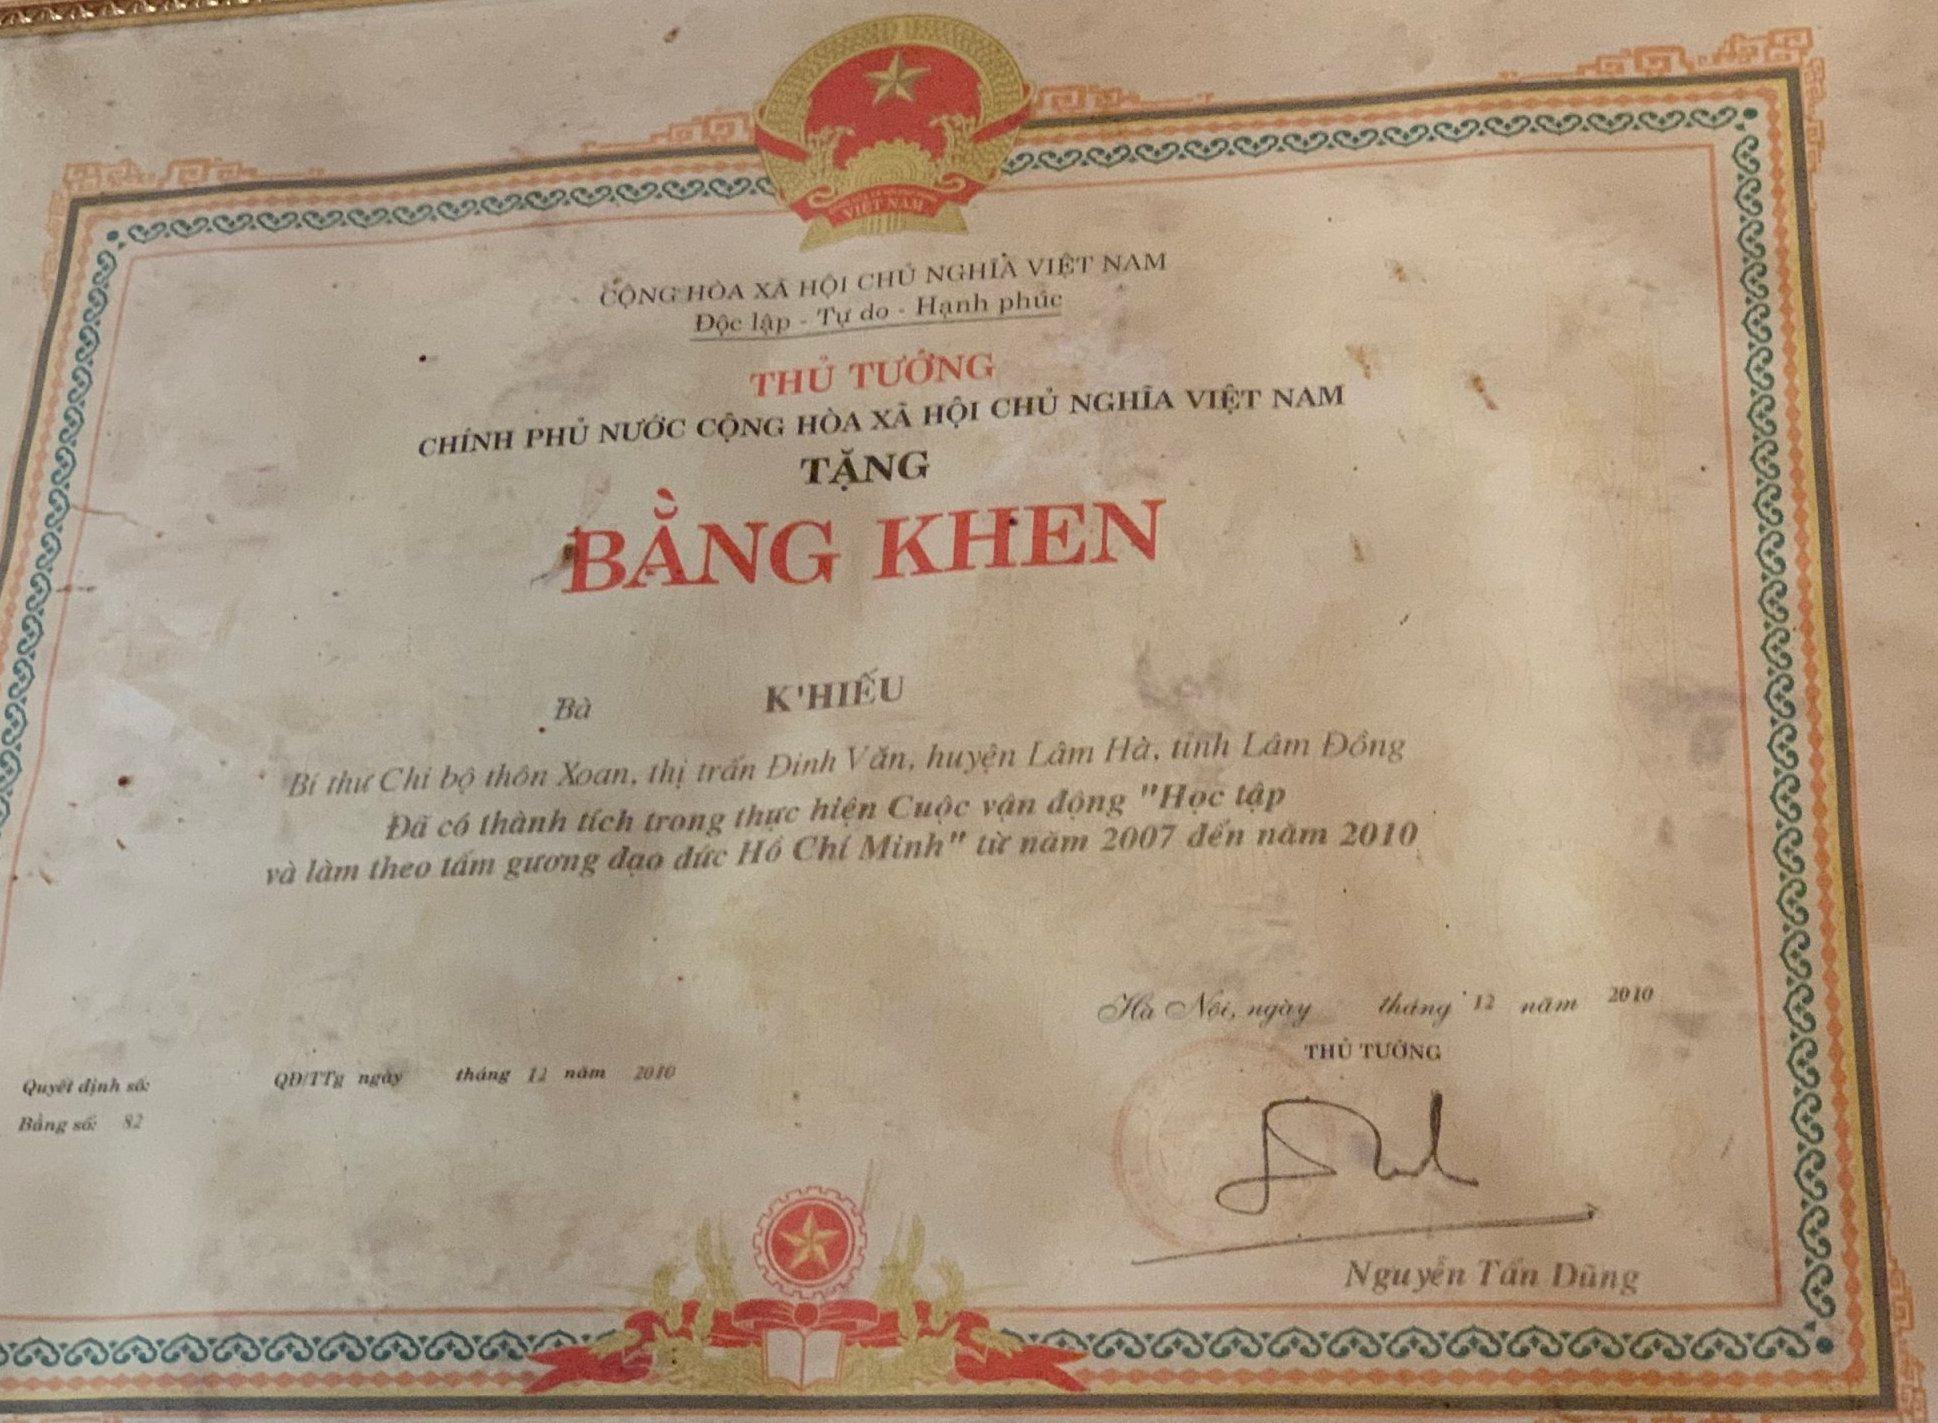 VIỆT NAM
CỘNG HÒA XÃ HỘI CHỦ NGHĨA VIỆT NAM
Độc lập - Tự do - Hạnh phúc
THỦ TƯỚNG
CHÍNH PHỦ NƯỚC CỘNG HÒA XÃ HỘI CHỦ NGHĨA VIỆT NAM
TẶNG
BẰNG KHEN
Bà K'HIẾU
Bí thư Chi bộ thôn Xoan, thị trấn Đinh Văn, huyện Lâm Hà, tỉnh Lâm Đồng
Đã có thành tích trong thực hiện Cuộc vận động "Học tập
và làm theo tấm gương đạo đức Hồ Chí Minh" từ năm 2007 đến năm 2010
Hà Nội, ngày tháng 12 năm 2010
THỦ TƯỚNG
Quyết định số: QĐ/TTg ngày tháng 12 năm 2010
Bằng số: 82
Nguyễn Tấn Dũng